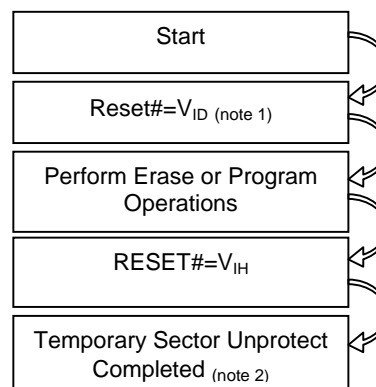 Start
Reset#=VID (note 1)
Perform Erase or Program
Operations
RESET#=VIH
Temporary Sector Unprotect
Completed (note 2)